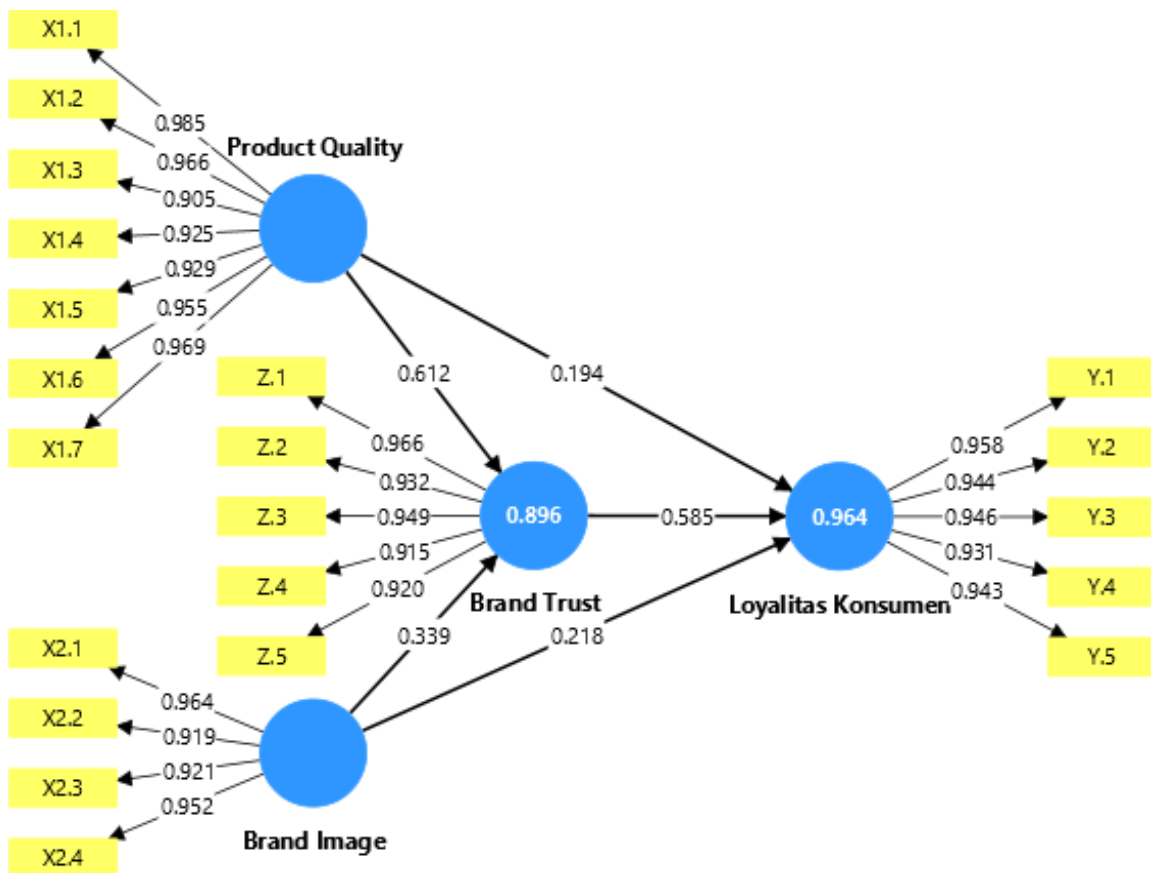 X1.1
X1.2
X1.3
X1.4
X1.5
X1.6
X1.7
0.985
0.966
0.905
0.925
0.929
0.955
0.969
Product Quality
0.612
0.194
Z.1
Z.2
Z.3
Z.4
Z.5
0.966
0.932
0.949
0.915
0.920
0.896
Brand Trust
0.585
0.964
Loyalitas Konsumen
0.958
0.944
0.946
0.931
0.943
Y.1
Y.2
Y.3
Y.4
Y.5
0.339
0.218
X2.1
X2.2
X2.3
X2.4
0.964
0.919
0.921
0.952
Brand Image